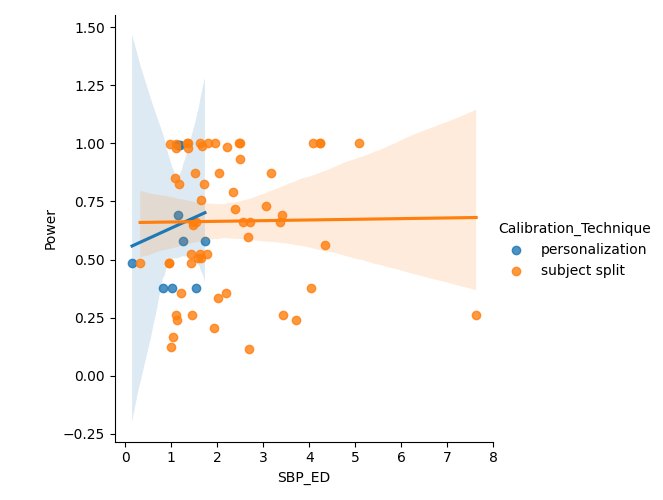 1.50
1.25
1.00
0.75
0.50
0.25
0.00
−0.25
Power
0 1 2 3 4 5 6 7 8
SBP_ED
Calibration_Technique
personalization
subject split